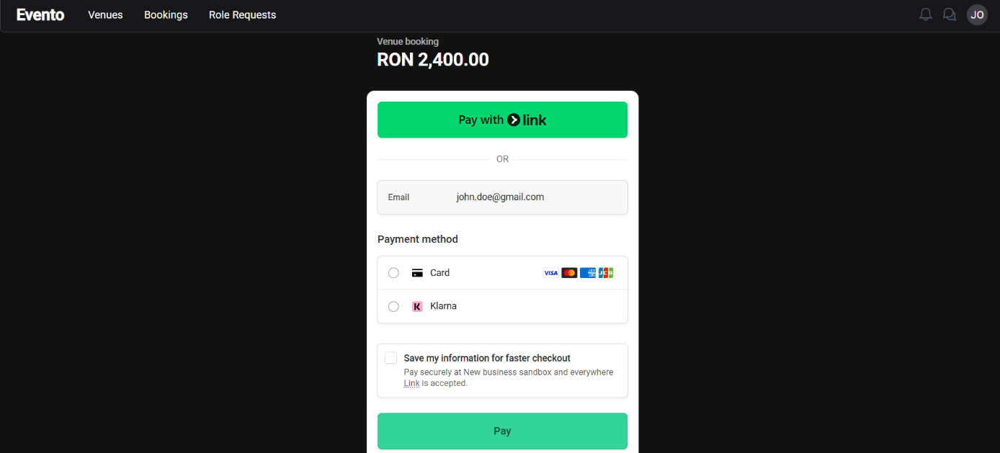 Evento Venues Bookings Role Requests JO
Venue booking
RON 2,400.00
Pay with link
OR
Email john.doe@gmail.com
Payment method
Card VISA JCB
K Klarna
Save my information for faster checkout
Pay securely at New business sandbox and everywhere
Link is accepted.
Pay